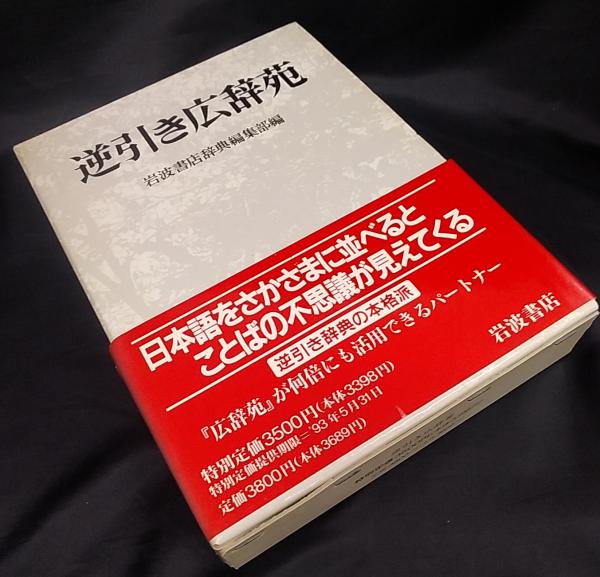 逆引き広辞苑
岩波書店辞典編集部編
日本語をさかさまに並べると
ことばの不思議が見えてくる
逆引き辞典の本格派
『広辞苑』が何倍にも活用できるパートナー
岩波書店
特別定価3500円(本体3398円)
特別定価提供期限='93年5月31日
定価3800円(本体3689円)
逆引き広辞苑